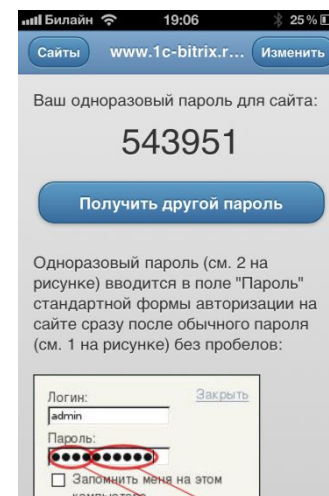 Билайн 19:06 25 %
Сайты www.1c-bitrix.r... Изменить
Ваш одноразовый пароль для сайта:
543951
Получить другой пароль
Одноразовый пароль (см. 2 на
рисунке) вводится в поле "Пароль"
стандартной формы авторизации на
сайте сразу после обычного пароля
(см. 1 на рисунке) без пробелов:
Логин: Закрыть
admin
Пароль:
Запомнить меня на этом
компьютере